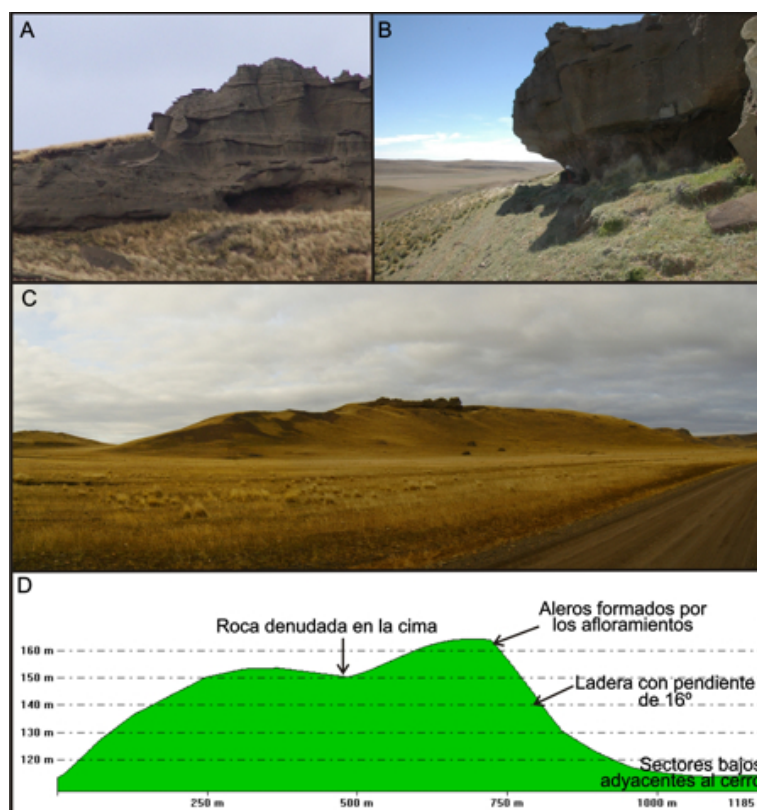 A
B
C
D
Roca denudada en la cima
Aleros formados por
los afloramientos
160 m
150 m
Ladera con pendiente
de 16º
140 m
130 m
120 m
Sectores bajos
adyacentes al cerro
250 m
500 m
750 m
1000 m
1185